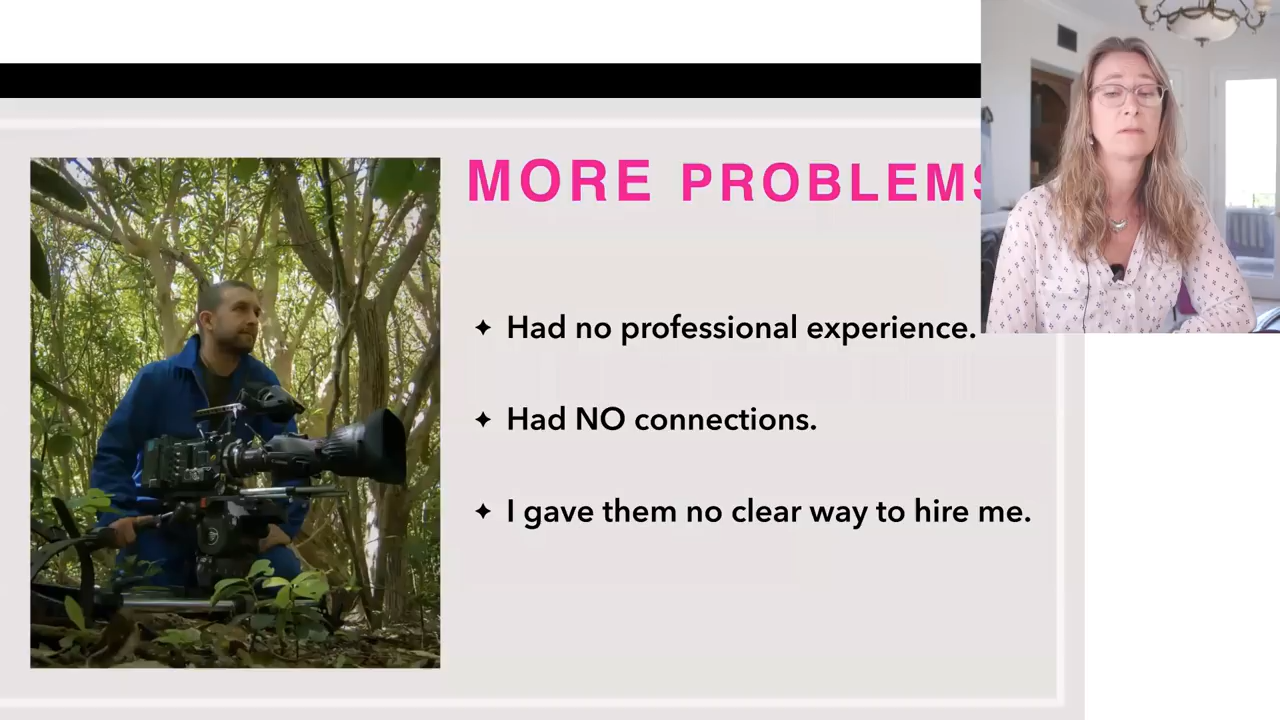 MORE PROBLEMS
Had no professional experience.
Had NO connections.
I gave them no clear way to hire me.